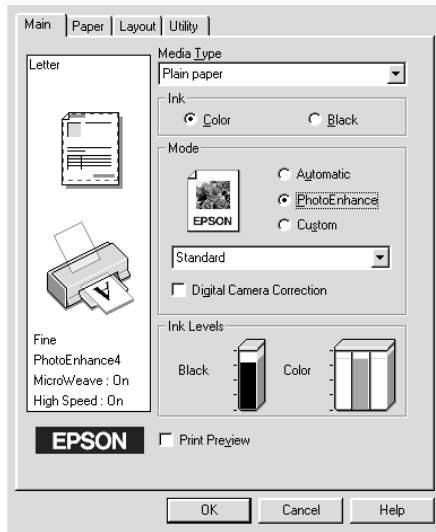 Main Paper Layout Utility
Letter
Media Type
Plain paper
Ink
Color Black
Mode
EPSON
Automatic
PhotoEnhance
Custom
Standard
Digital Camera Correction
A
Fine
PhotoEnhance4
MicroWeave : On
High Speed : On
Ink Levels
Black Color
EPSON
Print Preview
OK Cancel Help